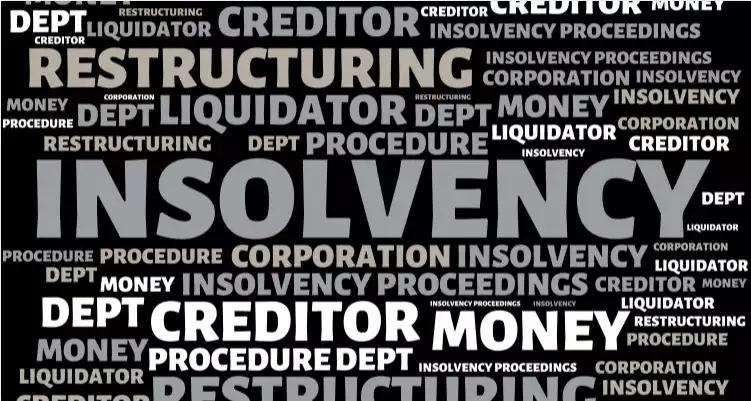 MONEY
DEPT RESTRUCTURING CREDITOR CREDITOR CREDITOR MONEY
CREDITOR LIQUIDATOR INSOLVENCY PROCEEDINGS
RESTRUCTURING INSOLVENCY PROCEEDINGS
CORPORATION INSOLVENCY
MONEY CORPORATION DEPT LIQUIDATOR RESTRUCTURING DEPT MONEY INSOLVENCY
PROCEDURE LIQUIDATOR CORPORATION
RESTRUCTURING DEPT PROCEDURE INSOLVENCY CREDITOR
INSOLVENCY
DEPT
LIQUIDATOR
PROCEDURE PROCEDURE CORPORATION INSOLVENCY CORPORATION
LIQUIDATOR
DEPT MONEY INSOLVENCY PROCEEDINGS CREDITOR MONEY
DEPT CREDITOR INSOLVENCY PROCEEDINGS INSOLVENCY LIQUIDATOR
MONEY RESTRUCTURING
PROCEDURE
MONEY PROCEDURE DEPT INSOLVENCY PROCEEDINGS CORPORATION
LIQUIDATOR RESTRUCTURING INSOLVENCY
CREDITOR